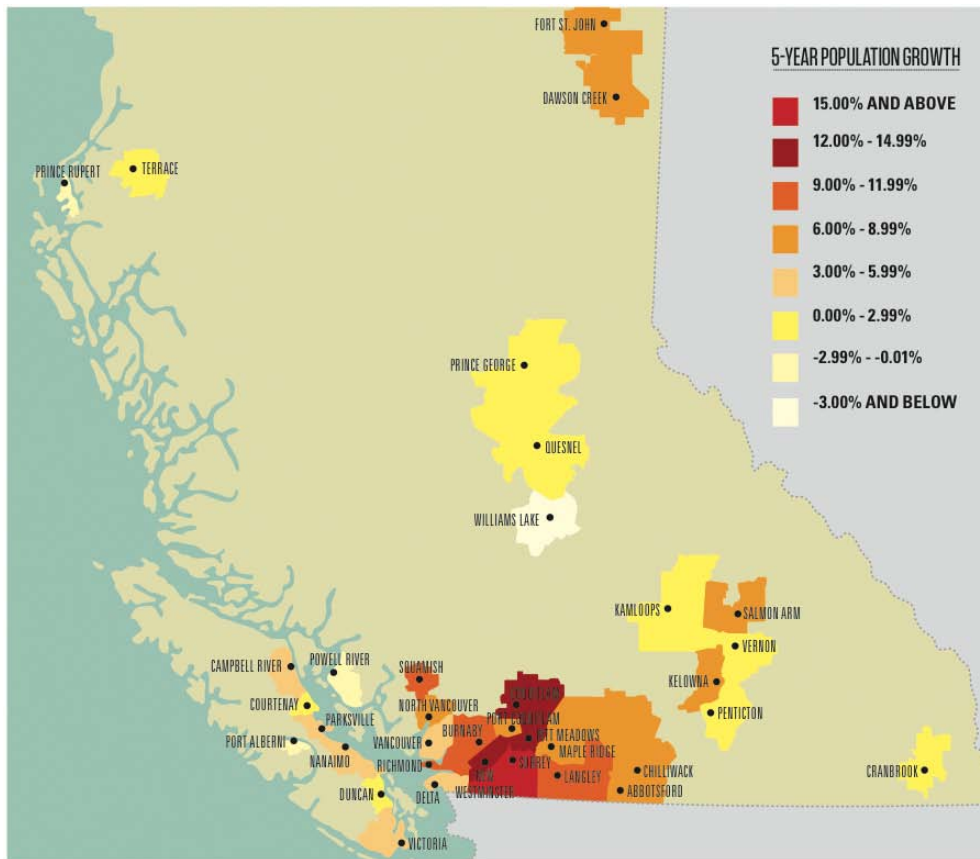 FORT ST. JOHN
5-YEAR POPULATION GROWTH
DAWSON CREEK
15.00% AND ABOVE
12.00% - 14.99%
9.00% - 11.99%
6.00% - 8.99%
3.00% - 5.99%
0.00% - 2.99%
-2.99% - -0.01%
-3.00% AND BELOW
PRINCE RUPERT
TERRACE
PRINCE GEORGE
QUESNEL
WILLIAMS LAKE
KAMLOOPS
SALMON ARM
VERNON
KELOWNA
PENTICTON
CRANBROOK
CAMPBELL RIVER
POWELL RIVER
SQUAMISH
COURTENAY
NORTH VANCOUVER
COQUITLAM
PORT COQUITLAM
PARKSVILLE
BURNABY
PITT MEADOWS
PORT ALBERNI
VANCOUVER
MAPLE RIDGE
NANAIMO
RICHMOND
SURREY
NEW
WESTMINSTER
LANGLEY
CHILLIWACK
DUNCAN
DELTA
ABBOTSFORD
VICTORIA